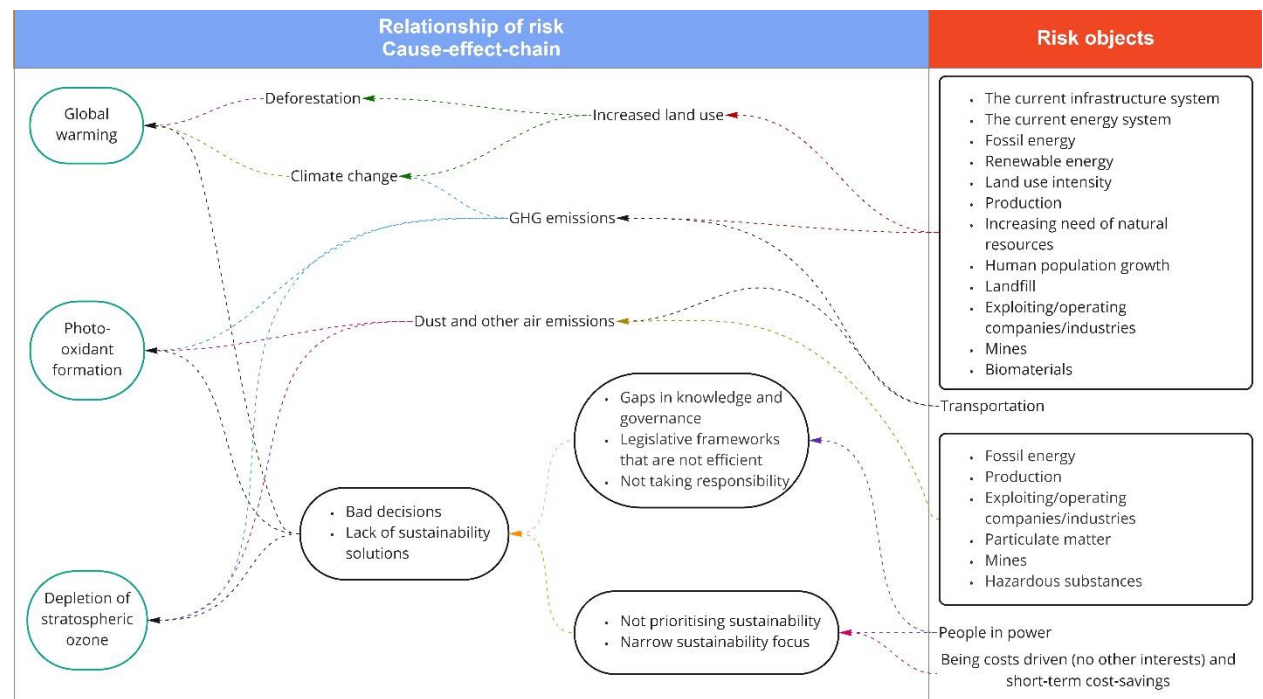 Relationship of risk
Cause-effect-chain
Risk objects
Global
warming
Deforestation
Increased land use
Climate change
GHG emissions
Photo-
oxidant
formation
Dust and other air emissions
• Gaps in knowledge and
governance
• Legislative frameworks
that are not efficient
• Not taking responsibility
• Bad decisions
• Lack of sustainability
solutions
Depletion of
stratospheric
ozone
• Not prioritising sustainability
• Narrow sustainability focus
• The current infrastructure system
• The current energy system
• Fossil energy
• Renewable energy
• Land use intensity
• Production
• Increasing need of natural
resources
• Human population growth
• Landfill
• Exploiting/operating
companies/industries
• Mines
• Biomaterials
Transportation
• Fossil energy
• Production
• Exploiting/operating
companies/industries
• Particulate matter
• Mines
• Hazardous substances
People in power
Being costs driven (no other interests) and
short-term cost-savings